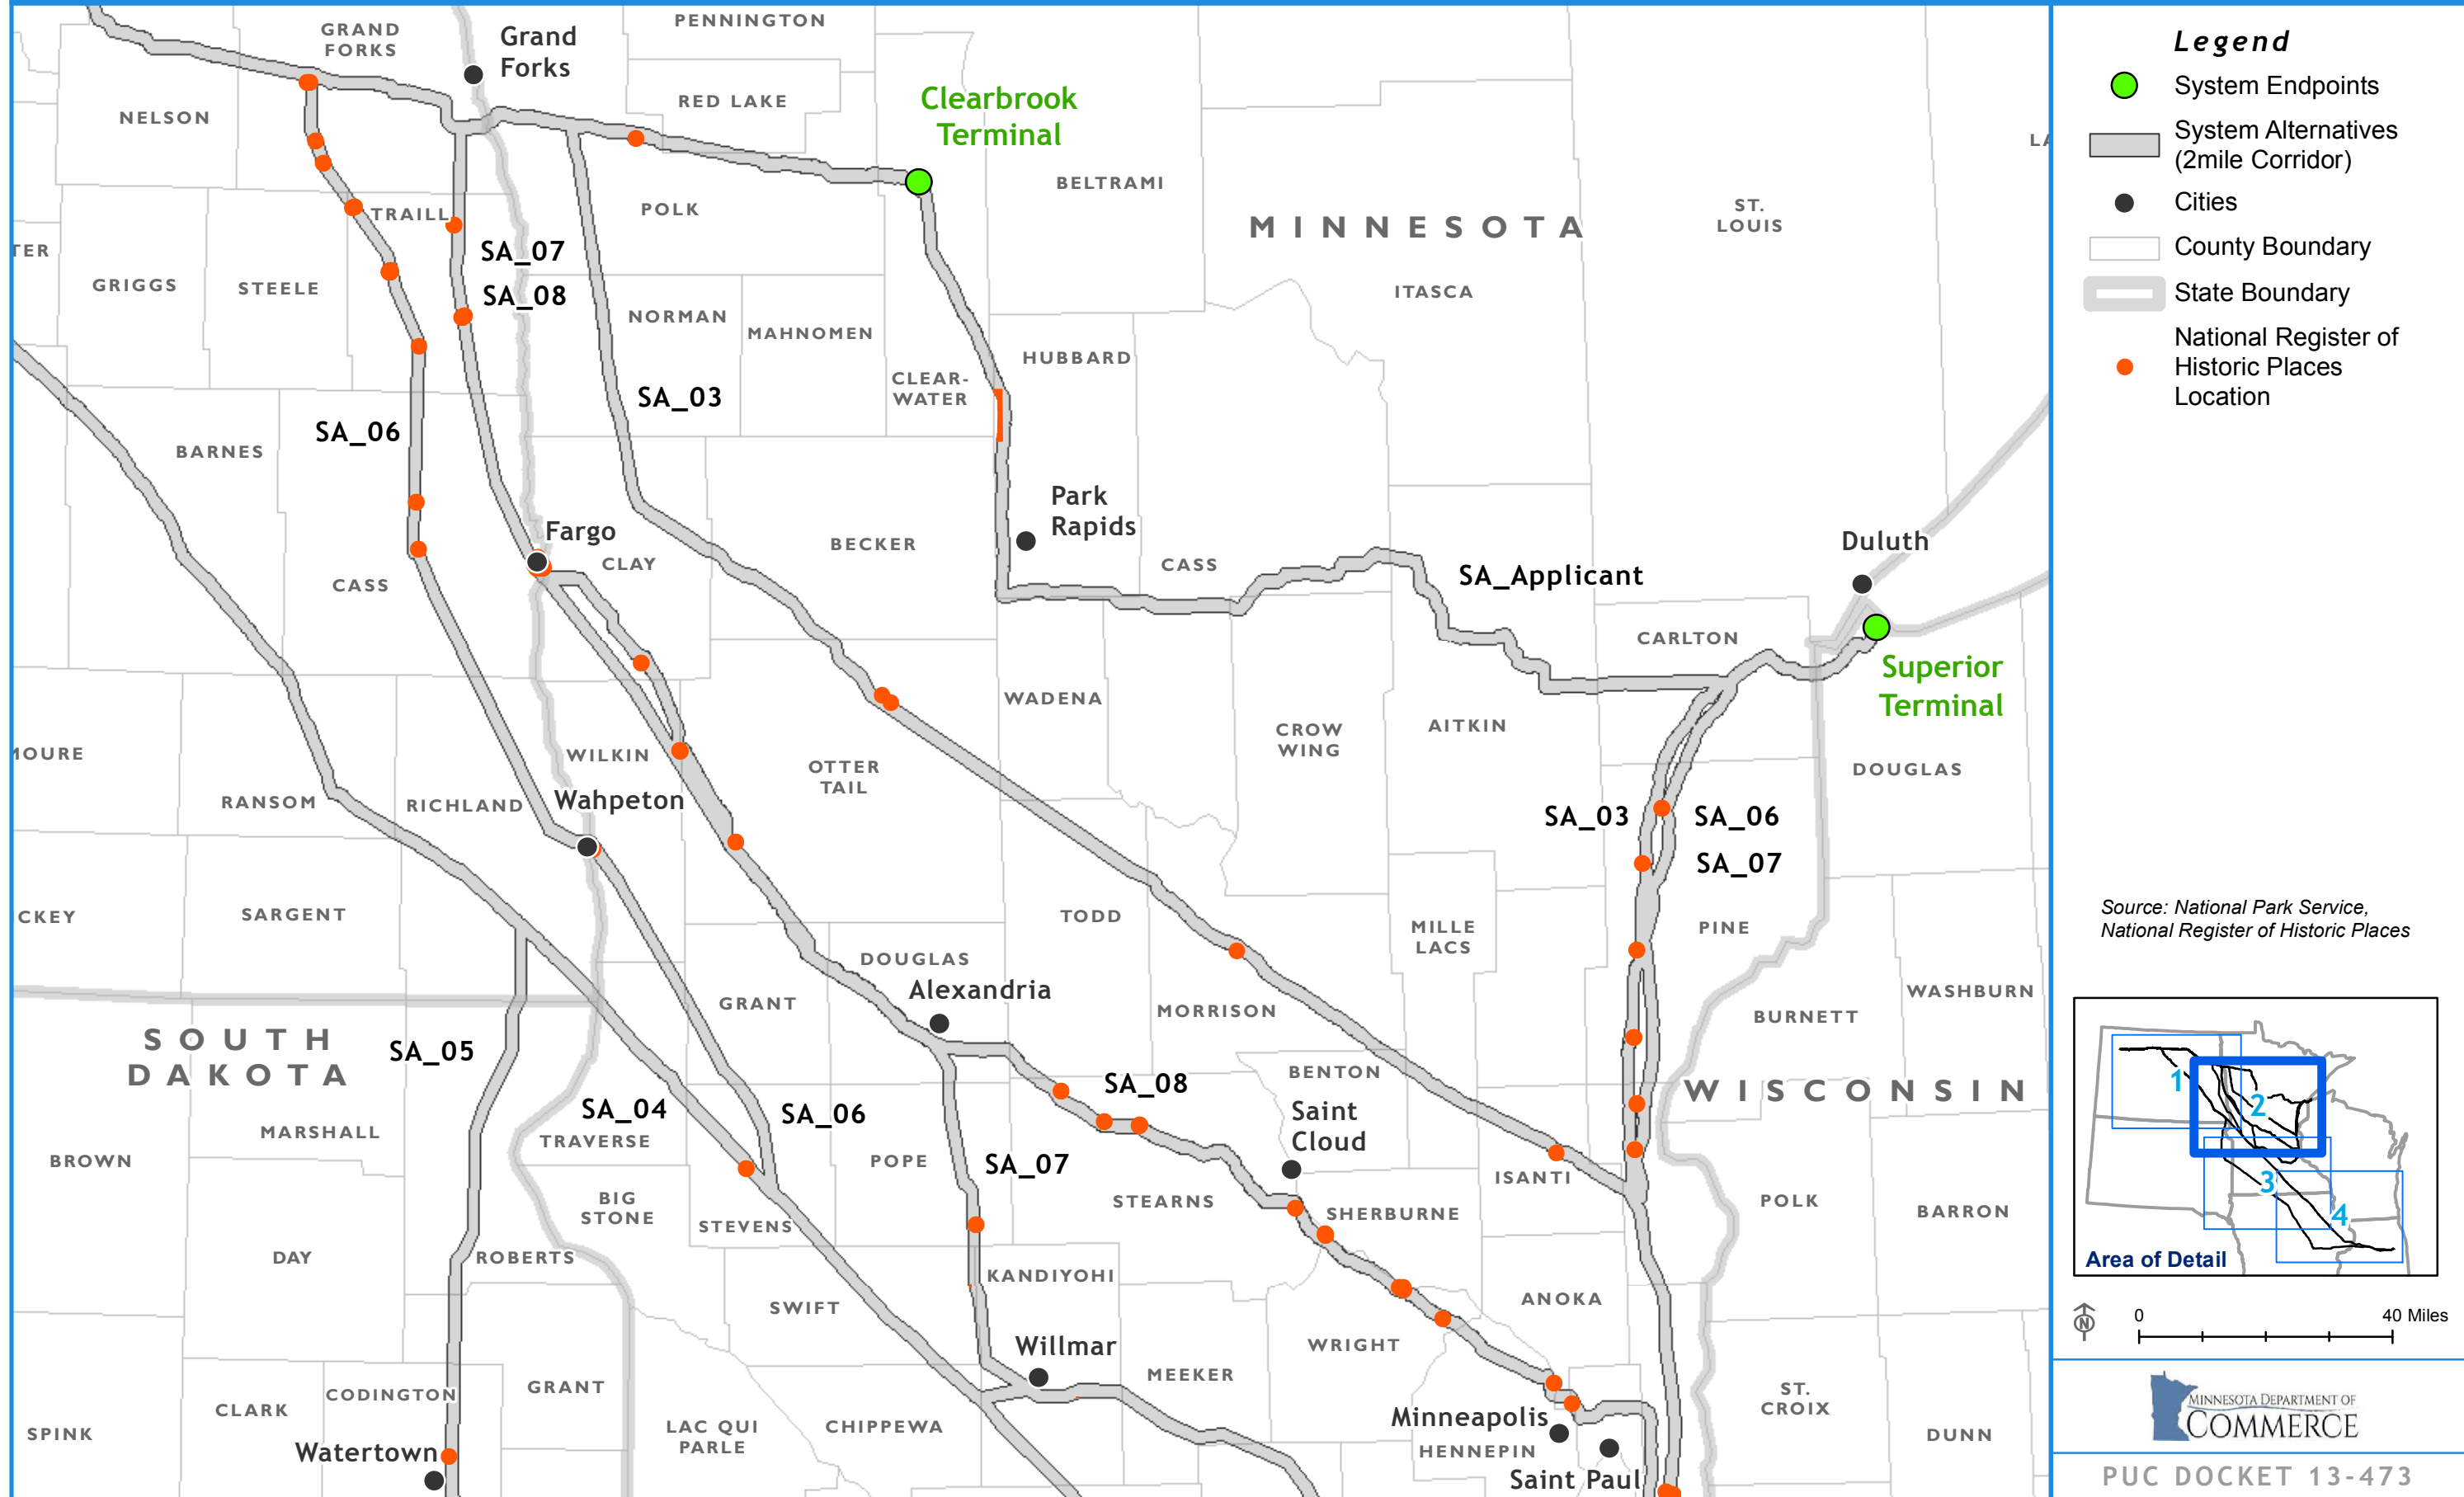 GRAND
FORKS
Grand
Forks
PENNINGTON
NELSON
RED LAKE
Clearbrook
Terminal
BELTRAMI
MINNESOTA
ST.
LOUIS
TRAILL
POLK
GRIGGS
STEELE
SA_07
SA_08
NORMAN
MAHNOMEN
ITASCA
HUBBARD
CLEAR-
WATER
SA_03
SA_06
BARNES
Park
Rapids
Fargo
CLAY
BECKER
CASS
CASS
SA_Applicant
Duluth
CARLTON
Superior
Terminal
WADENA
CROW
WING
AITKIN
MOURE
WILKIN
OTTER
TAIL
DOUGLAS
RANSOM
RICHLAND
Wahpeton
SA_03
SA_06
SA_07
CKEY
SARGENT
TODD
MILLE
LACS
PINE
DOUGLAS
Alexandria
GRANT
MORRISON
WASHBURN
BURNETT
SOUTH
DAKOTA
SA_05
SA_04
TRAVERSE
SA_06
SA_08
BENTON
Saint
Cloud
WISCONSIN
MARSHALL
BROWN
POPE
SA_07
STEARNS
ISANTI
POLK
BARRON
BIG
STONE
STEVENS
SHERBURNE
DAY
ROBERTS
KANDIYOHI
SWIFT
ANOKA
WRIGHT
Willmar
MEEKER
GRANT
CODINGTON
CLARK
SPINK
LAC QUI
PARLE
CHIPPEWA
Watertown
Minneapolis
HENNEPIN
Saint Paul
ST.
CROIX
DUNN
TER
LA
Legend
System Endpoints
System Alternatives
(2mile Corridor)
Cities
County Boundary
State Boundary
National Register of
Historic Places
Location
Source: National Park Service,
National Register of Historic Places
1
2
3
4
Area of Detail
N
0
40 Miles
MINNESOTA DEPARTMENT OF
COMMERCE
PUC DOCKET 13-473